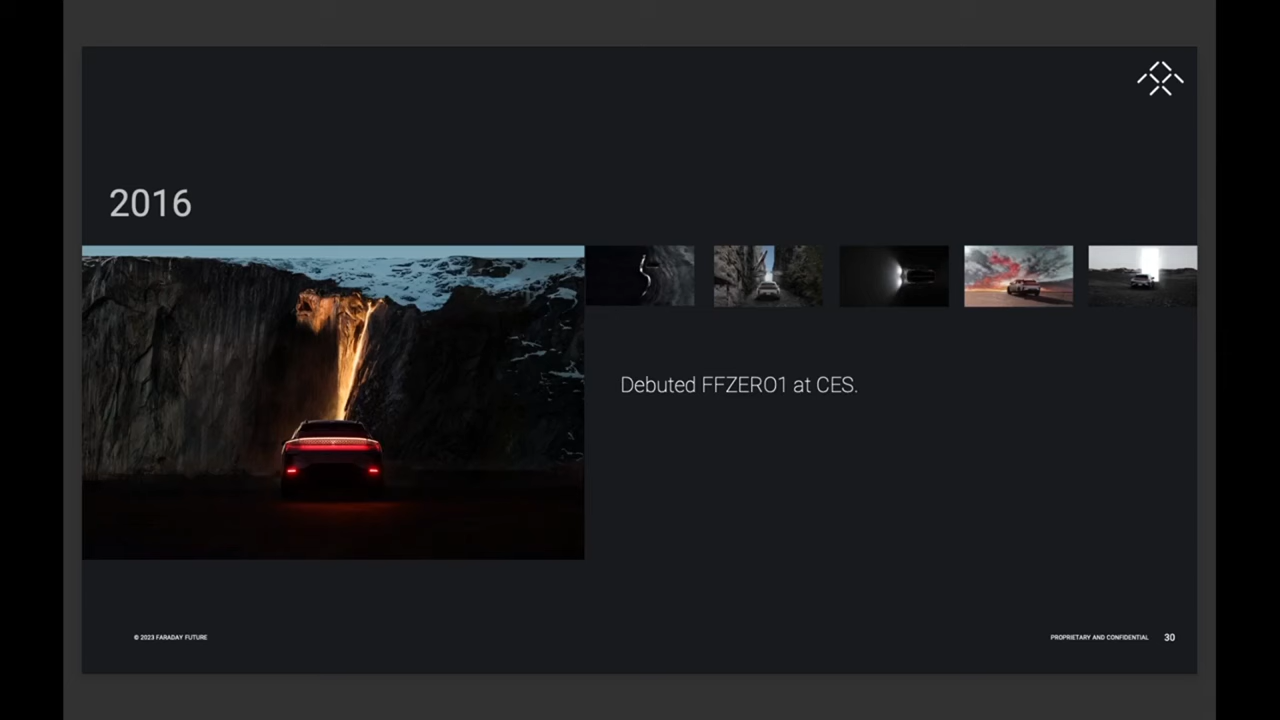 2016
Debuted FFZERO1 at CES.
© 2023 FARADAY FUTURE
PROPRIETARY AND CONFIDENTIAL 30